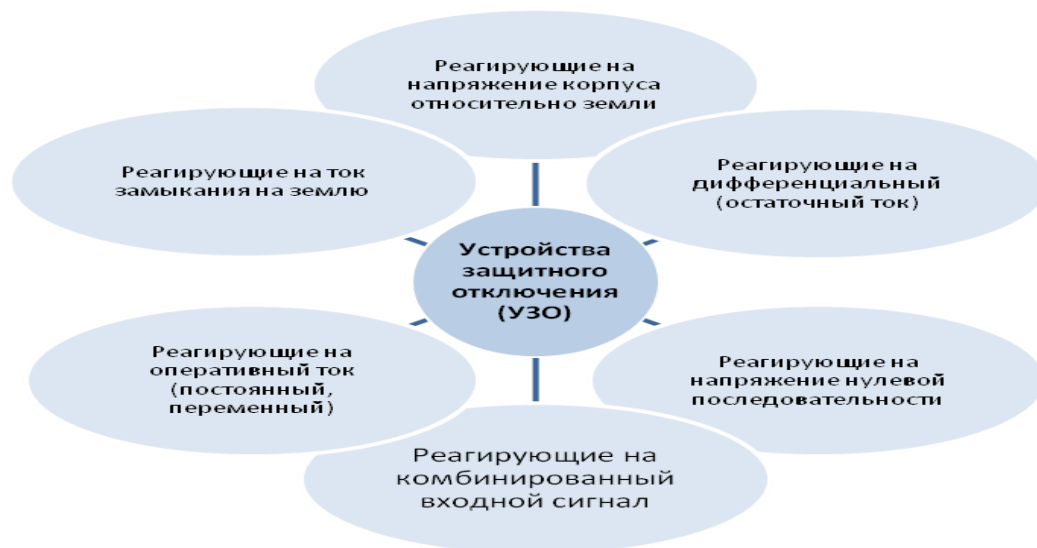 Реагирующие на
напряжение корпуса
относительно земли
Реагирующие на ток
замыкания на землю
Реагирующие на
дифференциальный
(остаточный ток)
Устройства
защитного
отключения
(УЗО)
Реагирующие на
оперативный ток
(постоянный,
переменный)
Реагирующие на
напряжение нулевой
последовательности
Реагирующие на
комбинированный
входной сигнал